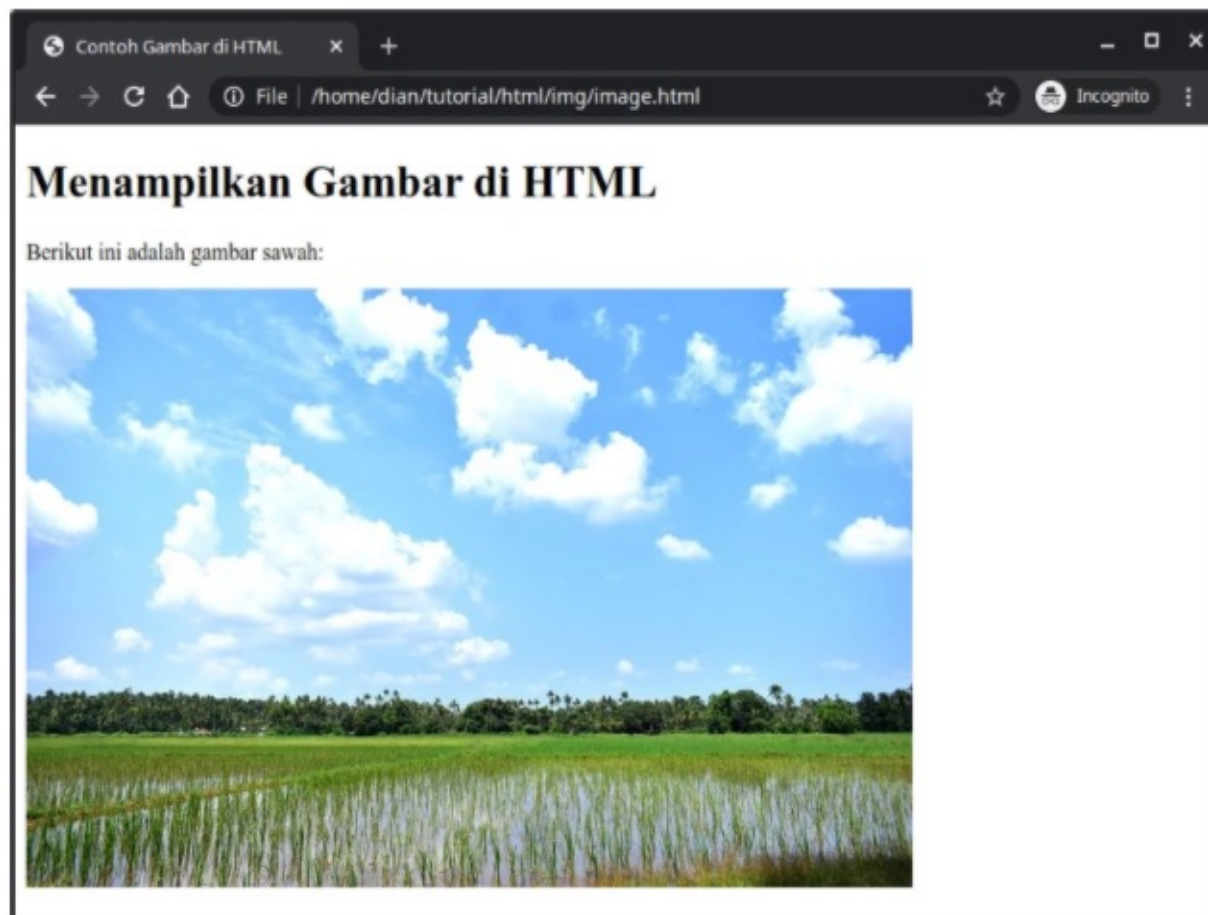 Contoh Gambar di HTML
File | /home/dian/tutorial/html/img/image.html
Incognito
Menampilkan Gambar di HTML
Berikut ini adalah gambar sawah: